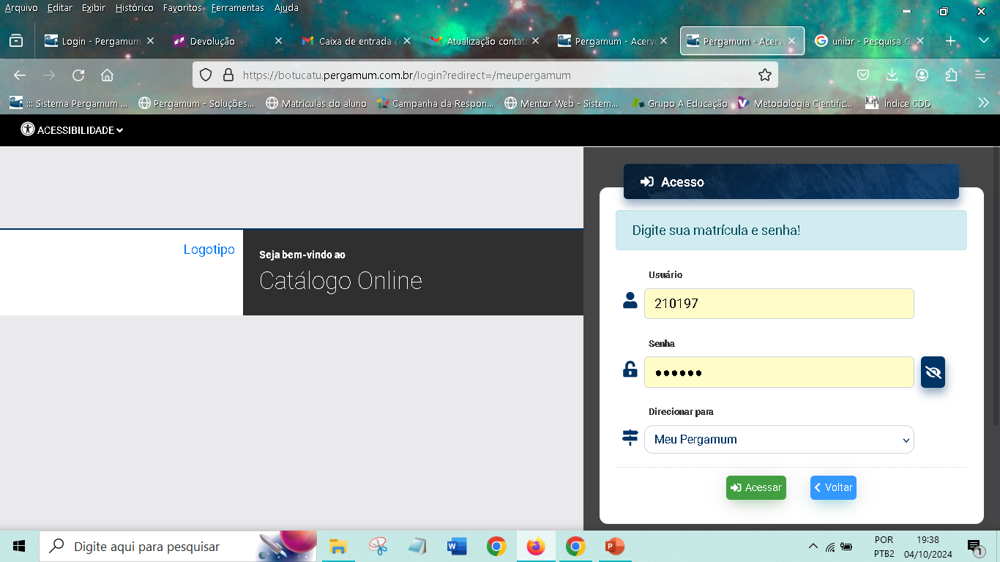 Arquivo Editar Exibir Histórico Favoritos Ferramentas Ajuda
Login - Pergamum
Devolução
Caixa de entrada (
Atualização contato
Pergamum - Acervo
Pergamum - Acervo
unibr - Pesquisa Go
https://botucatu.pergamum.com.br/login?redirect=/meupergamum
::: Sistema Pergamum ...
Pergamum - Soluções...
Matrículas do aluno
Campanha da Respon...
Mentor Web - Sistem...
Grupo A Educação
Metodologia Científic...
Índice CDD
ACESSIBILIDADE
Acesso
Digite sua matrícula e senha!
Logotipo
Seja bem-vindo ao
Catálogo Online
Usuário
210197
Senha
Direcionar para
Meu Pergamum
Acessar
Voltar
Digite aqui para pesquisar
POR
PTB2
19:38
04/10/2024
1